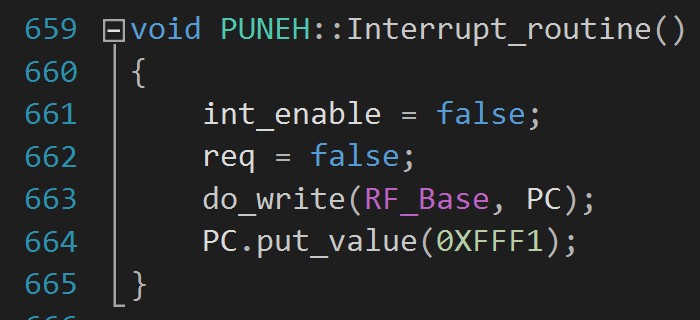 659 void PUNEH::Interrupt_routine()
660 {
661 int_enable = false;
662 req = false;
663 do_write(RF_Base, PC);
664 PC.put_value(0XFFF1);
665 }